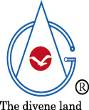 ®
The divene land